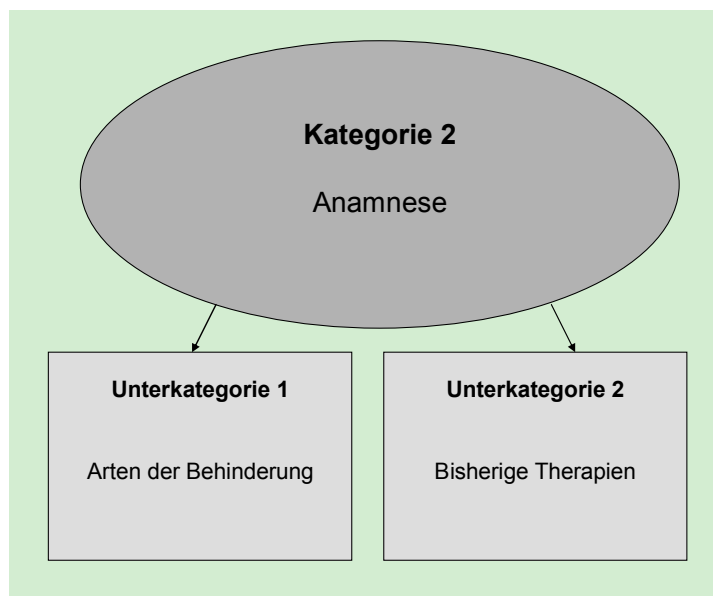 Kategorie 2
Anamnese
Unterkategorie 1
Arten der Behinderung
Unterkategorie 2
Bisherige Therapien